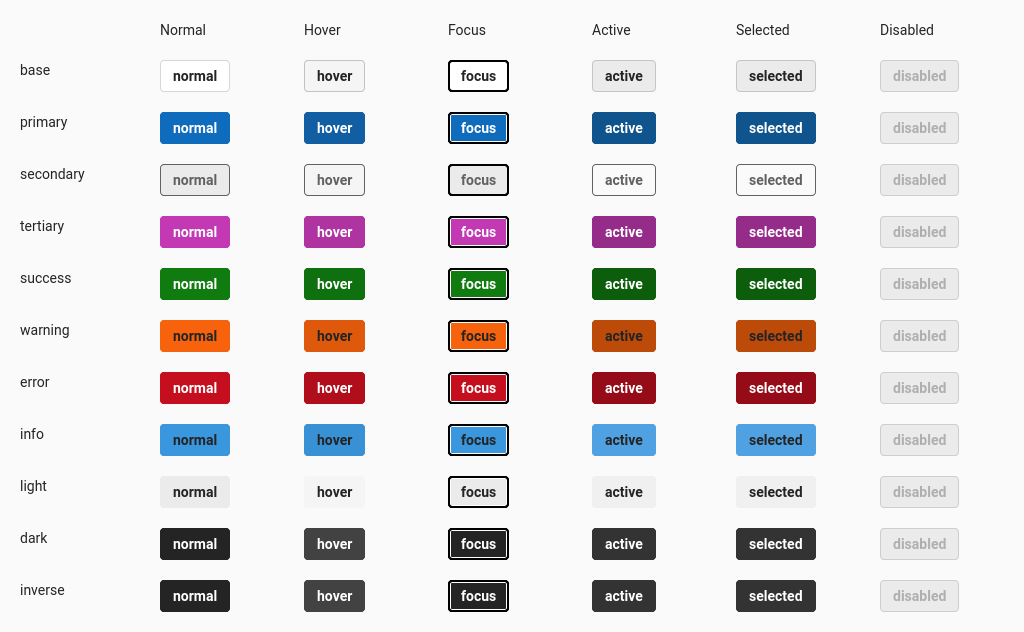 Normal Hover Focus Active Selected Disabled
base normal hover focus active selected disabled
primary normal hover focus active selected disabled
secondary normal hover focus active selected disabled
tertiary normal hover focus active selected disabled
success normal hover focus active selected disabled
warning normal hover focus active selected disabled
error normal hover focus active selected disabled
info normal hover focus active selected disabled
light normal hover focus active selected disabled
dark normal hover focus active selected disabled
inverse normal hover focus active selected disabled